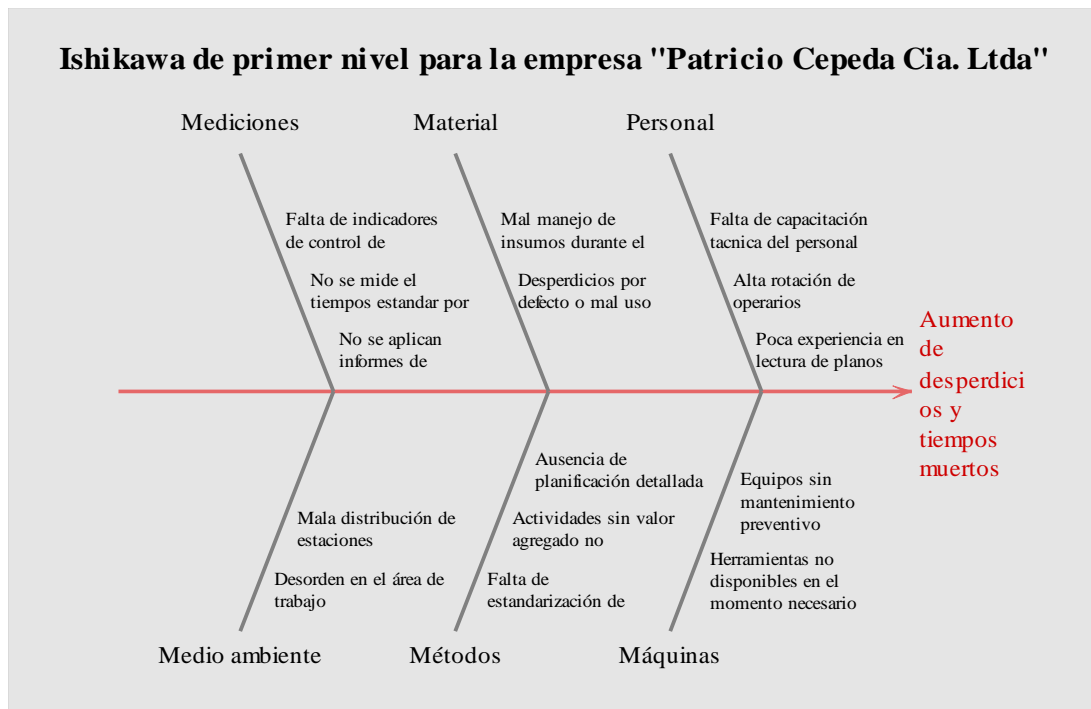 Ishikawa de primer nivel para la empresa "Patricio Cepeda Cia. Ltda"
Mediciones
Material
Personal
Falta de indicadores
de control de
No se mide el
tiempos estandar por
No se aplican
informes de
Mal manejo de
insumos durante el
Desperdicios por
defecto o mal uso
Falta de capacitación
tacnica del personal
Alta rotación de
operarios
Poca experiencia en
lectura de planos
Aumento
de
desperdici
os y
tiempos
muertos
Mala distribución de
estaciones
Desorden en el área de
trabajo
Ausencia de
planificación detallada
Actividades sin valor
agregado no
Falta de
estandarización de
Equipos sin
mantenimiento
preventivo
Herramientas no
disponibles en el
momento necesario
Medio ambiente
Métodos
Máquinas